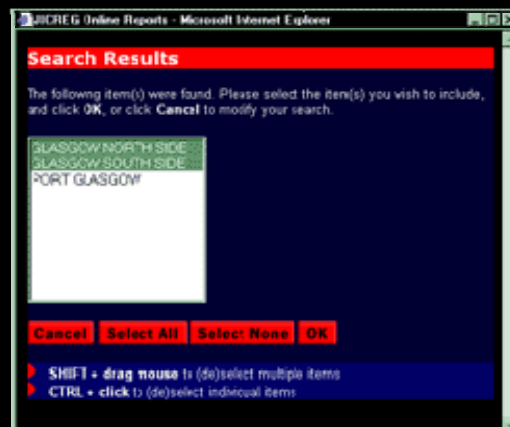 JICREG Online Reports - Microsoft Internet Explorer
Search Results
The followng item(s) were found. Please select the item(s) you wish to include,
and click OK, or click Cancel to modify your search.
GLASGOW NORTH SIDE
GLASGOW SOUTH SIDE
PORT GLASGOW
Cancel Select All Select None OK
SHIFT + drag mouse to (de)select multiple items
CTRL + click to (de)select individual items